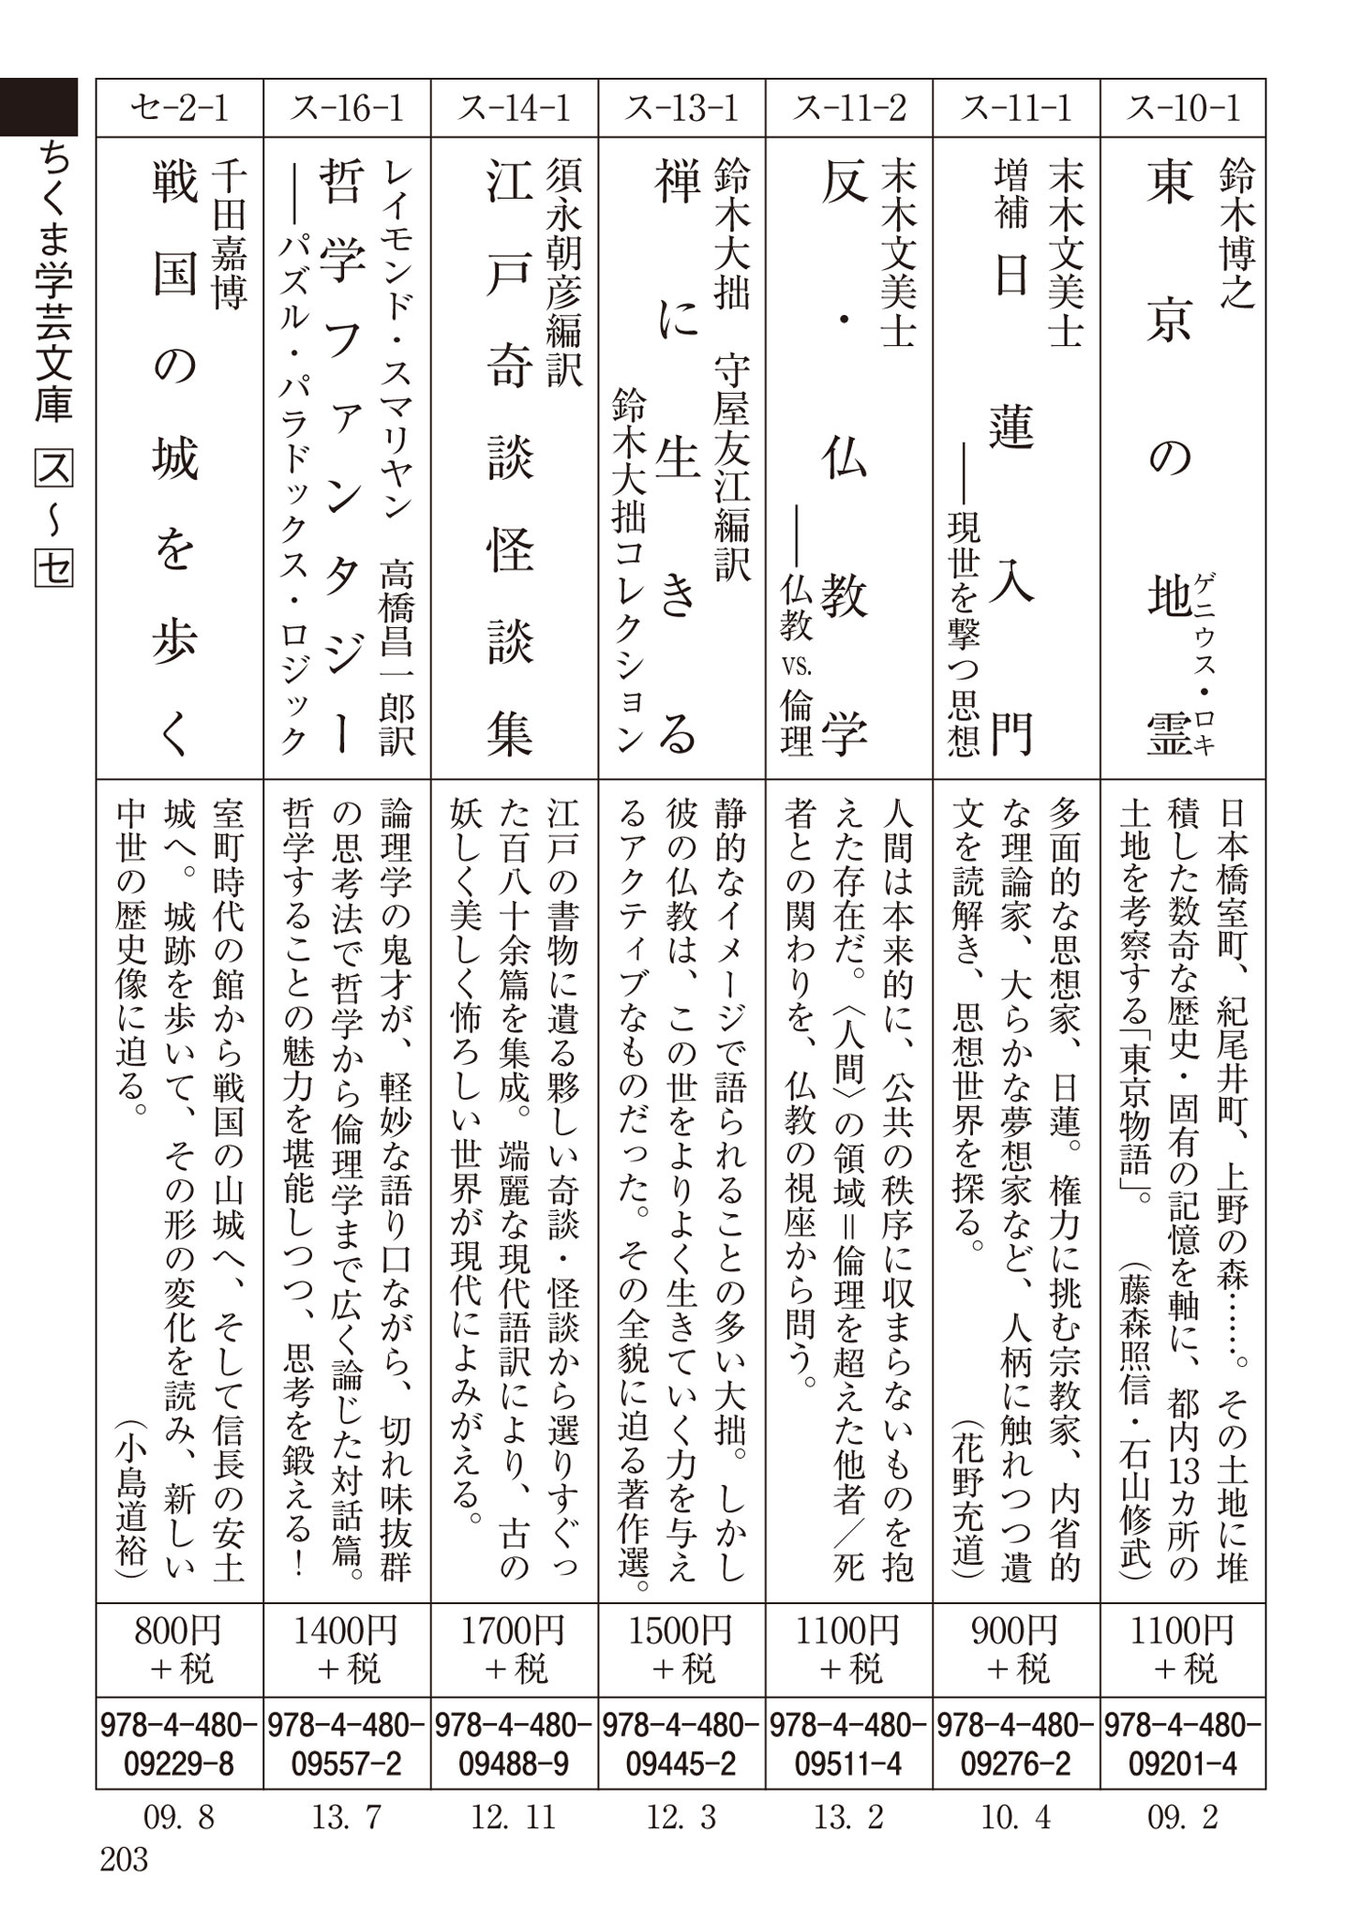 ス-10-1
鈴木博之
東京の地霊
ゲニウス・ロキ
日本橋室町、紀尾井町、上野の森……。その土地に堆
積した数奇な歴史・固有の記憶を軸に、都内13カ所の
土地を考察する「東京物語」。（藤森照信・石山修武）
1100円
+税
978-4-480-
09201-4
09. 2
ス-11-1
末木文美士
増補 日蓮入門
――現世を撃つ思想
多面的な思想家、日蓮。権力に挑む宗教家、内省的
な理論家、大らかな夢想家など、人柄に触れつつ遺
文を読解き、思想世界を探る。（花野充道）
900円
+税
978-4-480-
09276-2
10. 4
ス-11-2
末木文美士
反・仏教学
――仏教vs.倫理
人間は本来的に、公共の秩序に収まらないものを抱
えた存在だ。〈人間〉の領域＝倫理を超えた他者／死
者との関わりを、仏教の視座から問う。
1100円
+税
978-4-480-
09511-4
13. 2
ス-13-1
鈴木大拙 守屋友江編訳
禅に生きる
鈴木大拙コレクション
静的なイメージで語られることの多い大拙。しかし
彼の仏教は、この世をよりよく生きていく力を与え
るアクティブなものだった。その全貌に迫る著作選。
1500円
+税
978-4-480-
09445-2
12. 3
ス-14-1
須永朝彦編訳
江戸奇談怪談集
江戸の書物に遺る夥しい奇談・怪談から選りすぐっ
た百八十余篇を集成。端麗な現代語訳により、古の
妖しく美しく怖ろしい世界が現代によみがえる。
1700円
+税
978-4-480-
09488-9
12. 11
ス-16-1
レイモンド・スマリヤン 高橋昌一郎訳
哲学ファンタジー
――パズル・パラドックス・ロジック
論理学の鬼才が、軽妙な語り口ながら、切れ味抜群
の思考法で哲学から倫理学まで広く論じた対話篇。
哲学することの魅力を堪能しつつ、思考を鍛える！
1400円
+税
978-4-480-
09557-2
13. 7
セ-2-1
千田嘉博
戦国の城を歩く
室町時代の館から戦国の山城へ、そして信長の安土
城へ。城跡を歩いて、その形の変化を読み、新しい
中世の歴史像に迫る。（小島道裕）
800円
+税
978-4-480-
09229-8
09. 8
ちくま学芸文庫 ス～セ
203